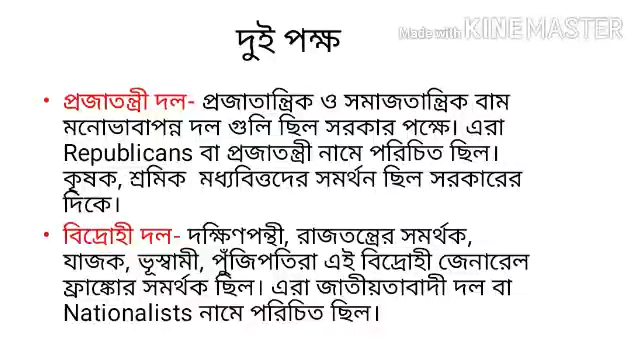 দুই পক্ষ
Made with KINEMASTER
• প্রজাতন্ত্রী দল- প্রজাতান্ত্রিক ও সমাজতান্ত্রিক বাম
মনোভাবাপন্ন দল গুলি ছিল সরকার পক্ষে। এরা
Republicans বা প্রজাতন্ত্রী নামে পরিচিত ছিল।
কৃষক, শ্রমিক মধ্যবিত্তদের সমর্থন ছিল সরকারের
দিকে।
• বিদ্রোহী দল- দক্ষিণপন্থী, রাজতন্ত্রের সমর্থক,
যাজক, ভূস্বামী, পুঁজিপতিরা এই বিদ্রোহী জেনারেল
ফ্রাঙ্কোর সমর্থক ছিল। এরা জাতীয়তাবাদী দল বা
Nationalists নামে পরিচিত ছিল।